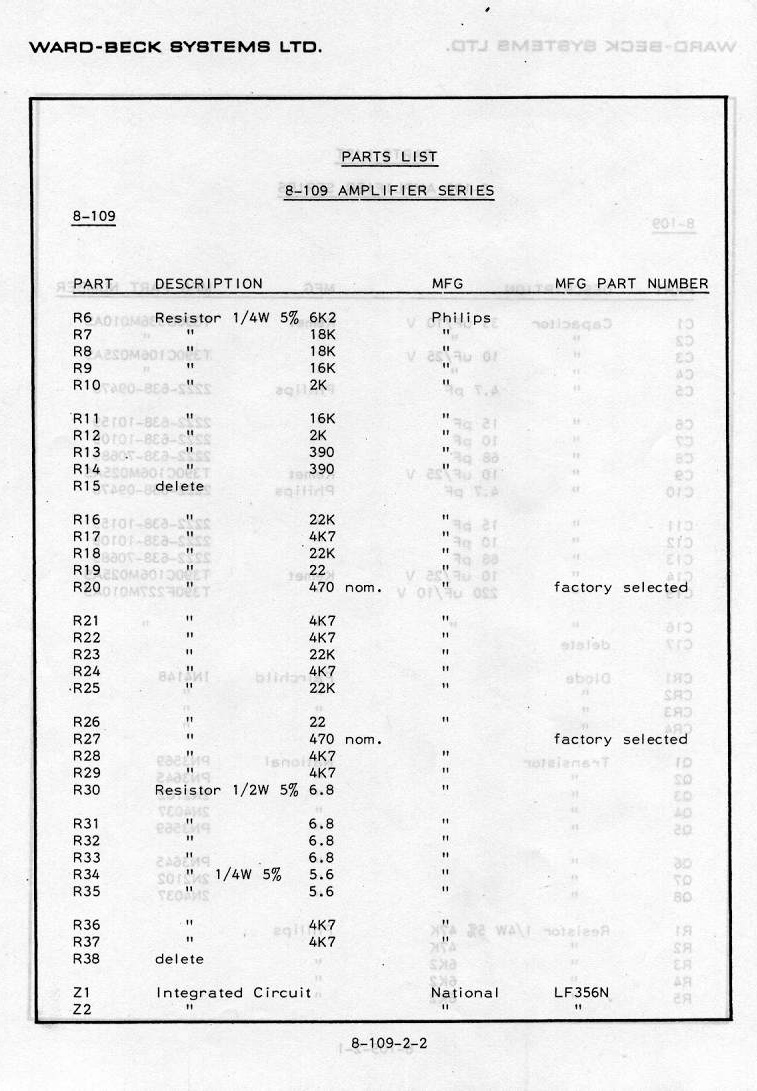 WARD-BECK SYSTEMS LTD.
PARTS LIST
8-109 AMPLIFIER SERIES
8-109
PART DESCRIPTION MFG MFG PART NUMBER
R6 Resistor 1/4W 5% 6K2 Philips
R7 " 18K "
R8 " 18K "
R9 " 16K "
R10 " 2K "
R11 " 16K "
R12 " 2K "
R13 " 390 "
R14 " 390 "
R15 delete
R16 " 22K "
R17 " 4K7 "
R18 " 22K "
R19 " 22 "
R20 " 470 nom. " factory selected
R21 " 4K7 "
R22 " 4K7 "
R23 " 22K "
R24 " 4K7 "
R25 " 22K "
R26 " 22 "
R27 " 470 nom. factory selected
R28 " 4K7 "
R29 " 4K7 "
R30 Resistor 1/2W 5% 6.8 "
R31 " 6.8 "
R32 " 6.8 "
R33 " 6.8 "
R34 " 1/4W 5% 5.6 "
R35 " 5.6 "
R36 " 4K7 "
R37 " 4K7 "
R38 delete
Z1 Integrated Circuit National LF356N
Z2 " " "
8-109-2-2